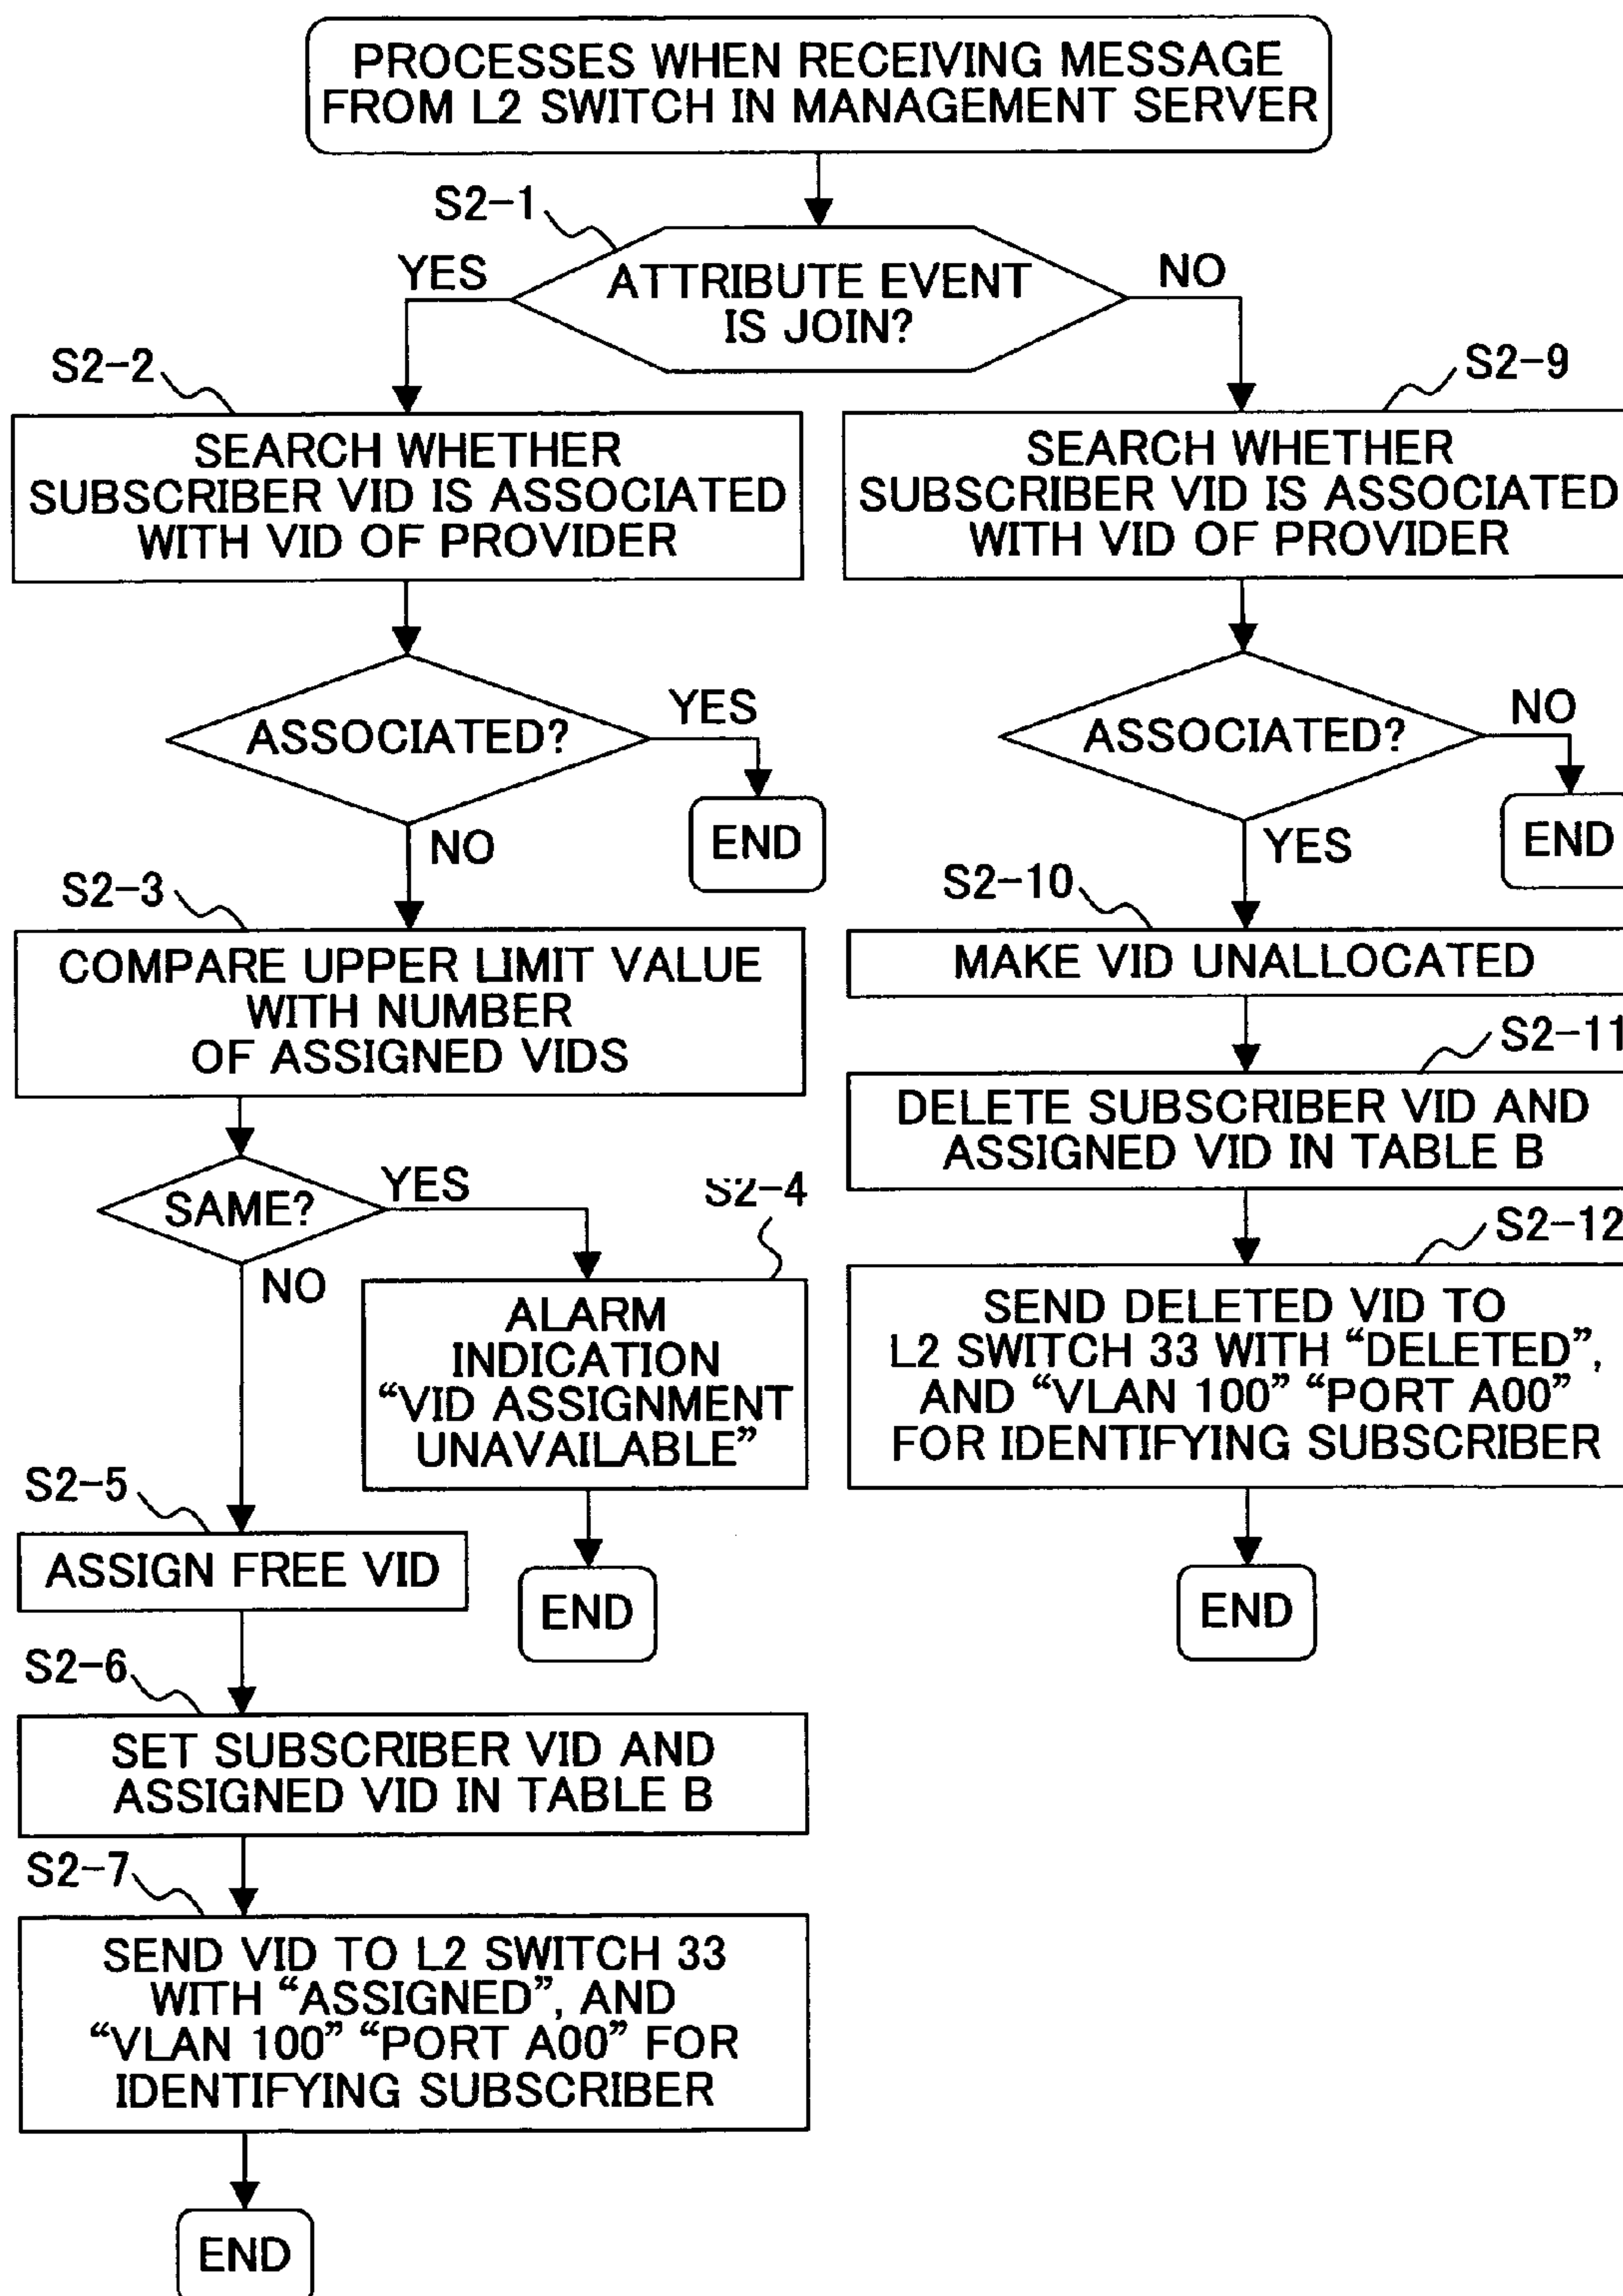 PROCESSES WHEN RECEIVING MESSAGE
FROM L2 SWITCH IN MANAGEMENT SERVER
S2-1
ATTRIBUTE EVENT
IS JOIN?
YES
NO
S2-2
SEARCH WHETHER
SUBSCRIBER VID IS ASSOCIATED
WITH VID OF PROVIDER
ASSOCIATED?
YES
END
NO
S2-3
COMPARE UPPER LIMIT VALUE
WITH NUMBER
OF ASSIGNED VIDS
SAME?
YES
S2-4
ALARM
INDICATION
“VID ASSIGNMENT
UNAVAILABLE”
END
NO
S2-5
ASSIGN FREE VID
S2-6
SET SUBSCRIBER VID AND
ASSIGNED VID IN TABLE B
S2-7
SEND VID TO L2 SWITCH 33
WITH “ASSIGNED”, AND
“VLAN 100” “PORT A00” FOR
IDENTIFYING SUBSCRIBER
END
S2-9
SEARCH WHETHER
SUBSCRIBER VID IS ASSOCIATED
WITH VID OF PROVIDER
ASSOCIATED?
NO
END
YES
S2-10
MAKE VID UNALLOCATED
S2-11
DELETE SUBSCRIBER VID AND
ASSIGNED VID IN TABLE B
S2-12
SEND DELETED VID TO
L2 SWITCH 33 WITH “DELETED”,
AND “VLAN 100” “PORT A00”
FOR IDENTIFYING SUBSCRIBER
END